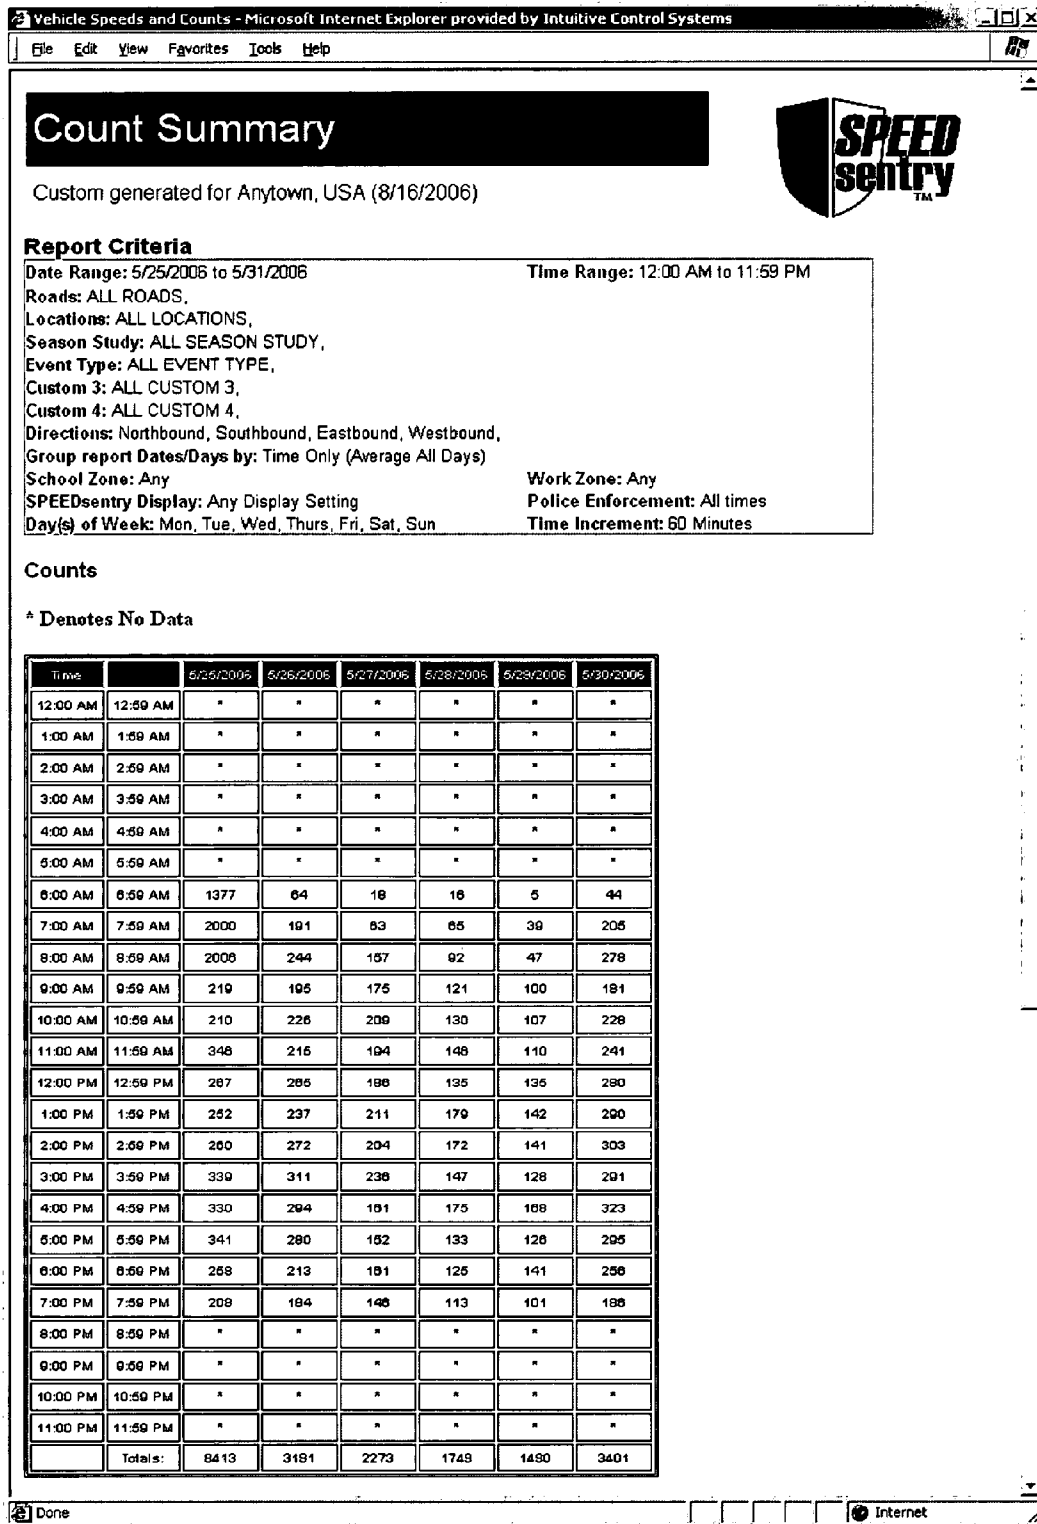 Vehicle Speeds and Counts - Microsoft Internet Explorer provided by Intuitive Control Systems
File Edit View Favorites Tools Help
Count Summary
SPEED
sentry
TM
Custom generated for Anytown, USA (8/16/2006)
Report Criteria
Date Range: 5/25/2006 to 5/31/2006 Time Range: 12:00 AM to 11:59 PM
Roads: ALL ROADS,
Locations: ALL LOCATIONS,
Season Study: ALL SEASON STUDY,
Event Type: ALL EVENT TYPE,
Custom 3: ALL CUSTOM 3,
Custom 4: ALL CUSTOM 4,
Directions: Northbound, Southbound, Eastbound, Westbound,
Group report Dates/Days by: Time Only (Average All Days)
School Zone: Any Work Zone: Any
SPEEDsentry Display: Any Display Setting Police Enforcement: All times
Day(s) of Week: Mon, Tue, Wed, Thurs, Fri, Sat, Sun Time Increment: 60 Minutes
Counts
* Denotes No Data
Time 5/25/2006 5/26/2006 5/27/2006 5/28/2006 5/29/2006 5/30/2006
12:00 AM 12:59 AM * * * * * *
1:00 AM 1:59 AM * * * * * *
2:00 AM 2:59 AM * * * * * *
3:00 AM 3:59 AM * * * * * *
4:00 AM 4:59 AM * * * * * *
5:00 AM 5:59 AM * * * * * *
6:00 AM 6:59 AM 1377 64 18 16 5 44
7:00 AM 7:59 AM 2000 191 63 65 39 205
8:00 AM 8:59 AM 2006 244 157 92 47 278
9:00 AM 9:59 AM 219 195 175 121 100 181
10:00 AM 10:59 AM 210 226 209 130 107 228
11:00 AM 11:59 AM 346 215 194 146 110 241
12:00 PM 12:59 PM 267 265 186 135 135 280
1:00 PM 1:59 PM 252 237 211 179 142 290
2:00 PM 2:59 PM 260 272 204 172 141 303
3:00 PM 3:59 PM 339 311 236 147 128 291
4:00 PM 4:59 PM 330 294 161 175 168 323
5:00 PM 5:59 PM 341 280 152 133 126 295
6:00 PM 6:59 PM 258 213 161 125 141 256
7:00 PM 7:59 PM 208 184 146 113 101 186
8:00 PM 8:59 PM * * * * * *
9:00 PM 9:59 PM * * * * * *
10:00 PM 10:59 PM * * * * * *
11:00 PM 11:59 PM * * * * * *
Totals: 8413 3191 2273 1749 1490 3401
Done Internet